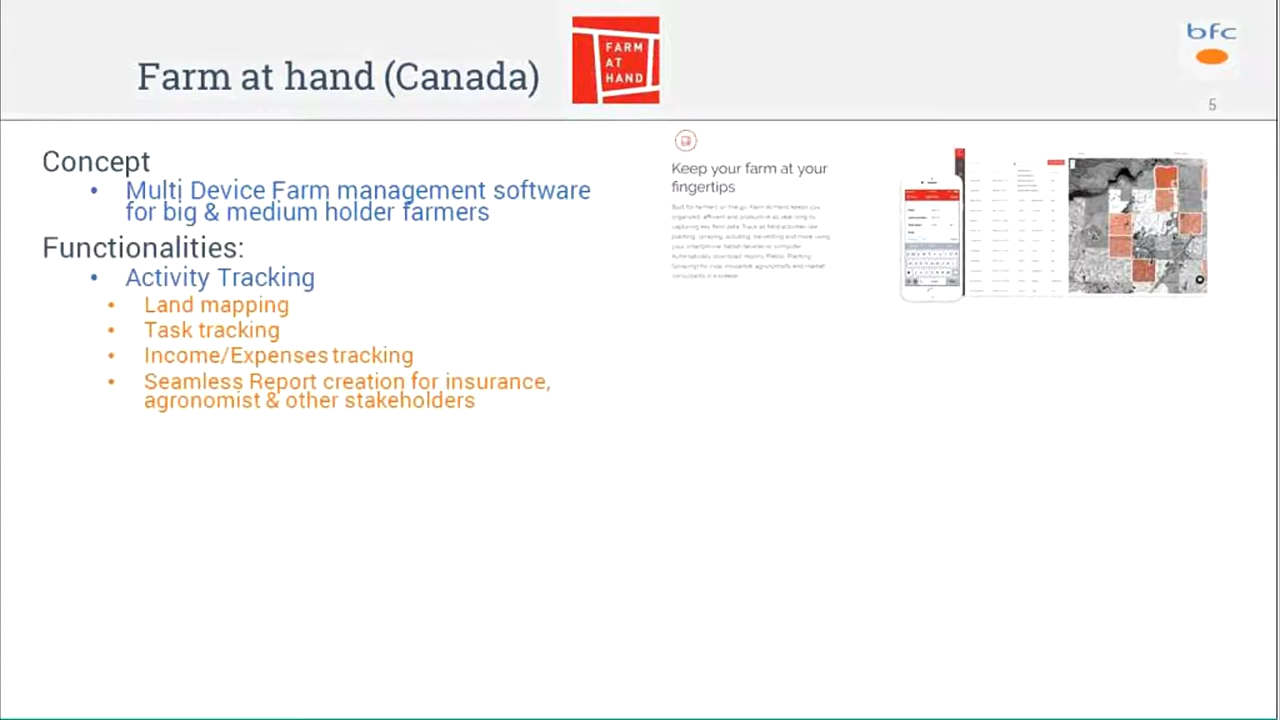 Farm at hand (Canada)
FARM
AT
HAND
bfc
5
Concept
• Multi Device Farm management software
for big & medium holder farmers
Functionalities:
• Activity Tracking
• Land mapping
• Task tracking
• Income/Expenses tracking
• Seamless Report creation for insurance,
agronomist & other stakeholders
Keep your farm at your
fingertips